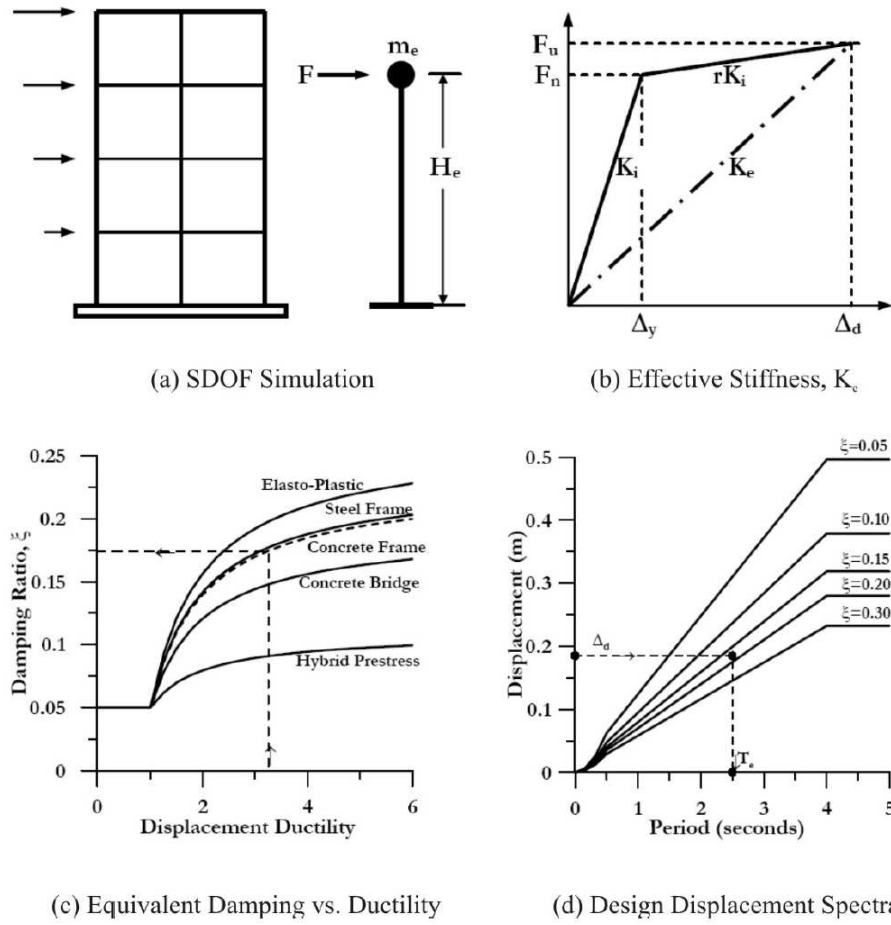 F
mₑ
Hₑ
Fᵤ
Fₙ
rKᵢ
Kᵢ
Kₑ
Δy
Δd
(a) SDOF Simulation
(b) Effective Stiffness, Kₑ
0.25
0.2
0.15
0.1
0.05
0
Damping Ratio, ξ
Elasto-Plastic
Steel Frame
Concrete Frame
Concrete Bridge
Hybrid Prestress
0 2 4 6
Displacement Ductility
0.5
0.4
0.3
0.2
0.1
0
Displacement (m)
ξ=0.05
ξ=0.10
ξ=0.15
ξ=0.20
ξ=0.30
Δd
Tₑ
0 1 2 3 4 5
Period (seconds)
(c) Equivalent Damping vs. Ductility
(d) Design Displacement Spectra